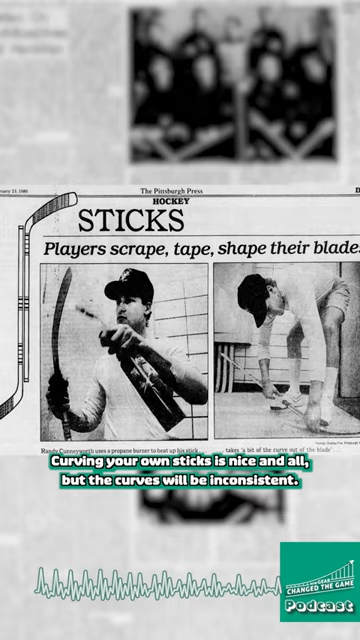 The Pittsburgh Press
HOCKEY
STICKS
Players scrape, tape, shape their blade
Randy Cunneyworth uses a propane burner to heat up his stick
... takes 'a bit of the curve out of the blade' ...
Curving your own sticks is nice and all,
but the curves will be inconsistent.
GEAR
CHANGED THE GAME
Podcast